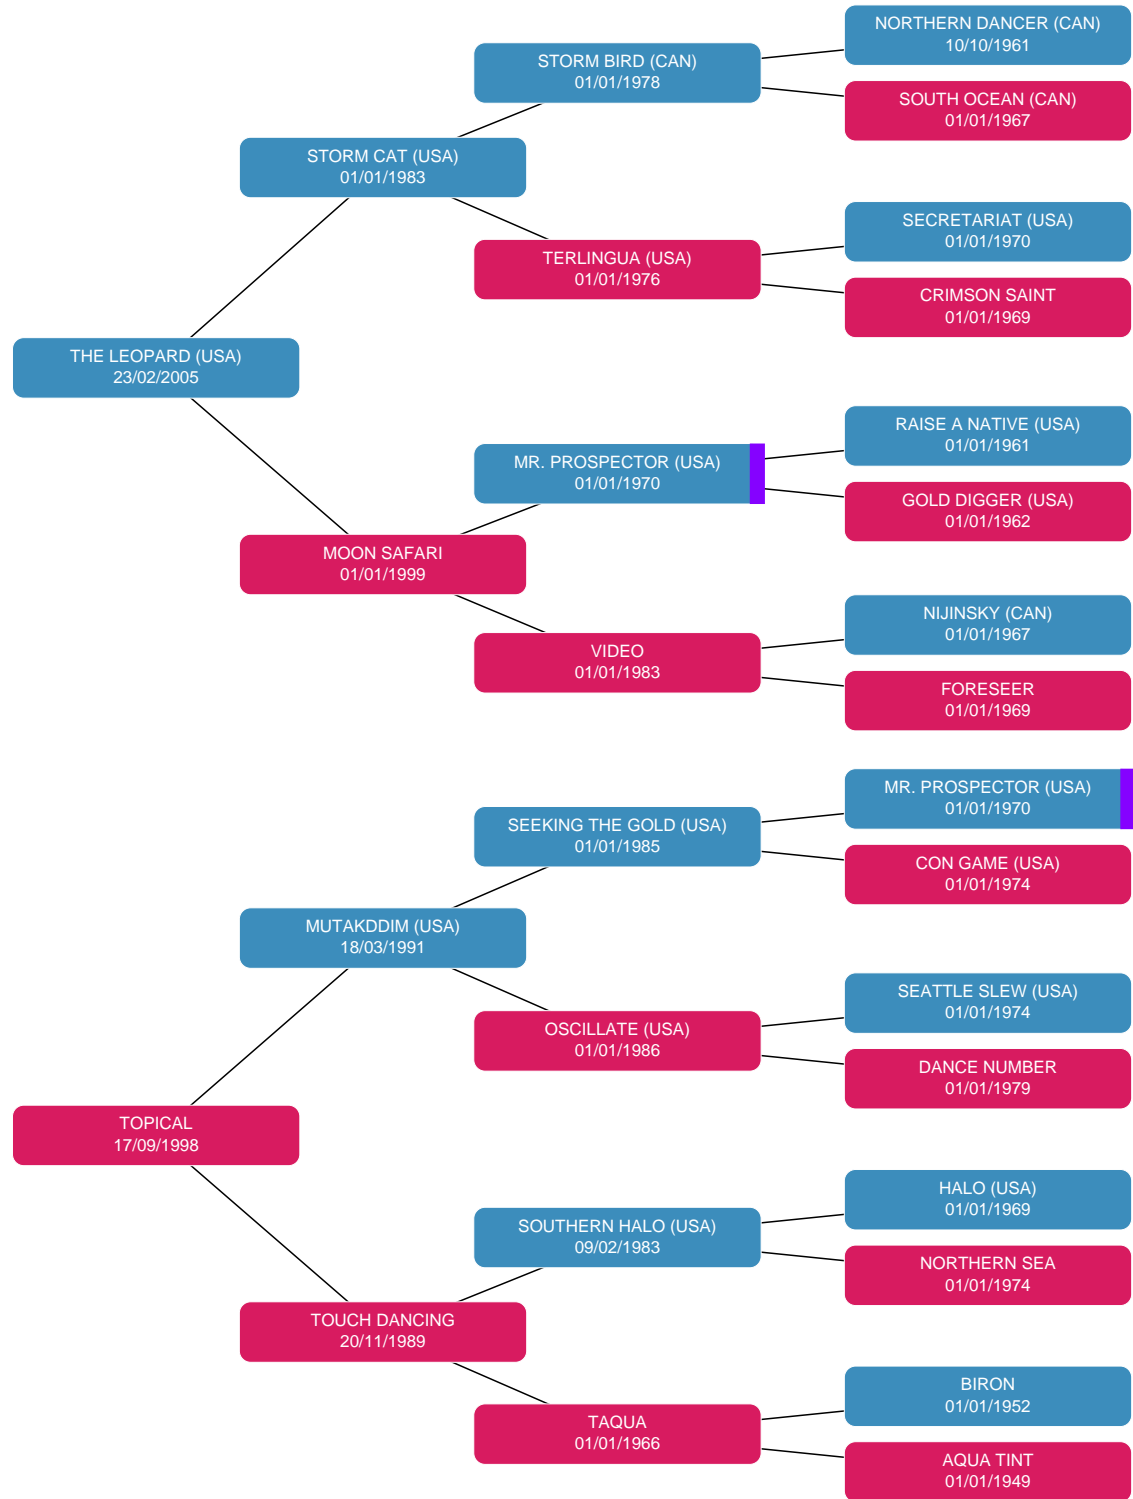 NORTHERN DANCER (CAN)
10/10/1961
STORM BIRD (CAN)
01/01/1978
SOUTH OCEAN (CAN)
01/01/1967
STORM CAT (USA)
01/01/1983
SECRETARIAT (USA)
01/01/1970
TERLINGUA (USA)
01/01/1976
CRIMSON SAINT
01/01/1969
THE LEOPARD (USA)
23/02/2005
RAISE A NATIVE (USA)
01/01/1961
MR. PROSPECTOR (USA)
01/01/1970
GOLD DIGGER (USA)
01/01/1962
MOON SAFARI
01/01/1999
NIJINSKY (CAN)
01/01/1967
VIDEO
01/01/1983
FORESEER
01/01/1969
MR. PROSPECTOR (USA)
01/01/1970
SEEKING THE GOLD (USA)
01/01/1985
CON GAME (USA)
01/01/1974
MUTAKDDIM (USA)
18/03/1991
SEATTLE SLEW (USA)
01/01/1974
OSCILLATE (USA)
01/01/1986
DANCE NUMBER
01/01/1979
TOPICAL
17/09/1998
HALO (USA)
01/01/1969
SOUTHERN HALO (USA)
09/02/1983
NORTHERN SEA
01/01/1974
TOUCH DANCING
20/11/1989
BIRON
01/01/1952
TAQUA
01/01/1966
AQUA TINT
01/01/1949